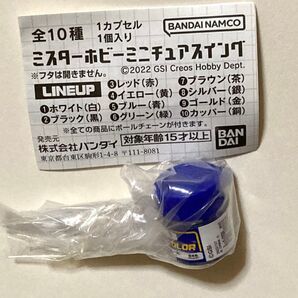 全10種
1カプセル
1個入り
BANDAI NAMCO
ミスターホビーミニチュアスイング
※フタは開きません。
©2022 GSI Creos Hobby Dept.
LINEUP
①ホワイト(白)
②ブラック(黒)
③レッド(赤)
④イエロー(黄)
⑤ブルー(青)
⑥グリーン(緑)
⑦ブラウン(茶)
⑧シルバー(銀)
⑨ゴールド(金)
⑩カッパー(銅)
※全ての商品にボールチェーンが付きます。
発売元
株式会社バンダイ
対象年齢15才以上
東京都台東区駒形1-4-8 〒111-8081
BAN
DAI
COLOR